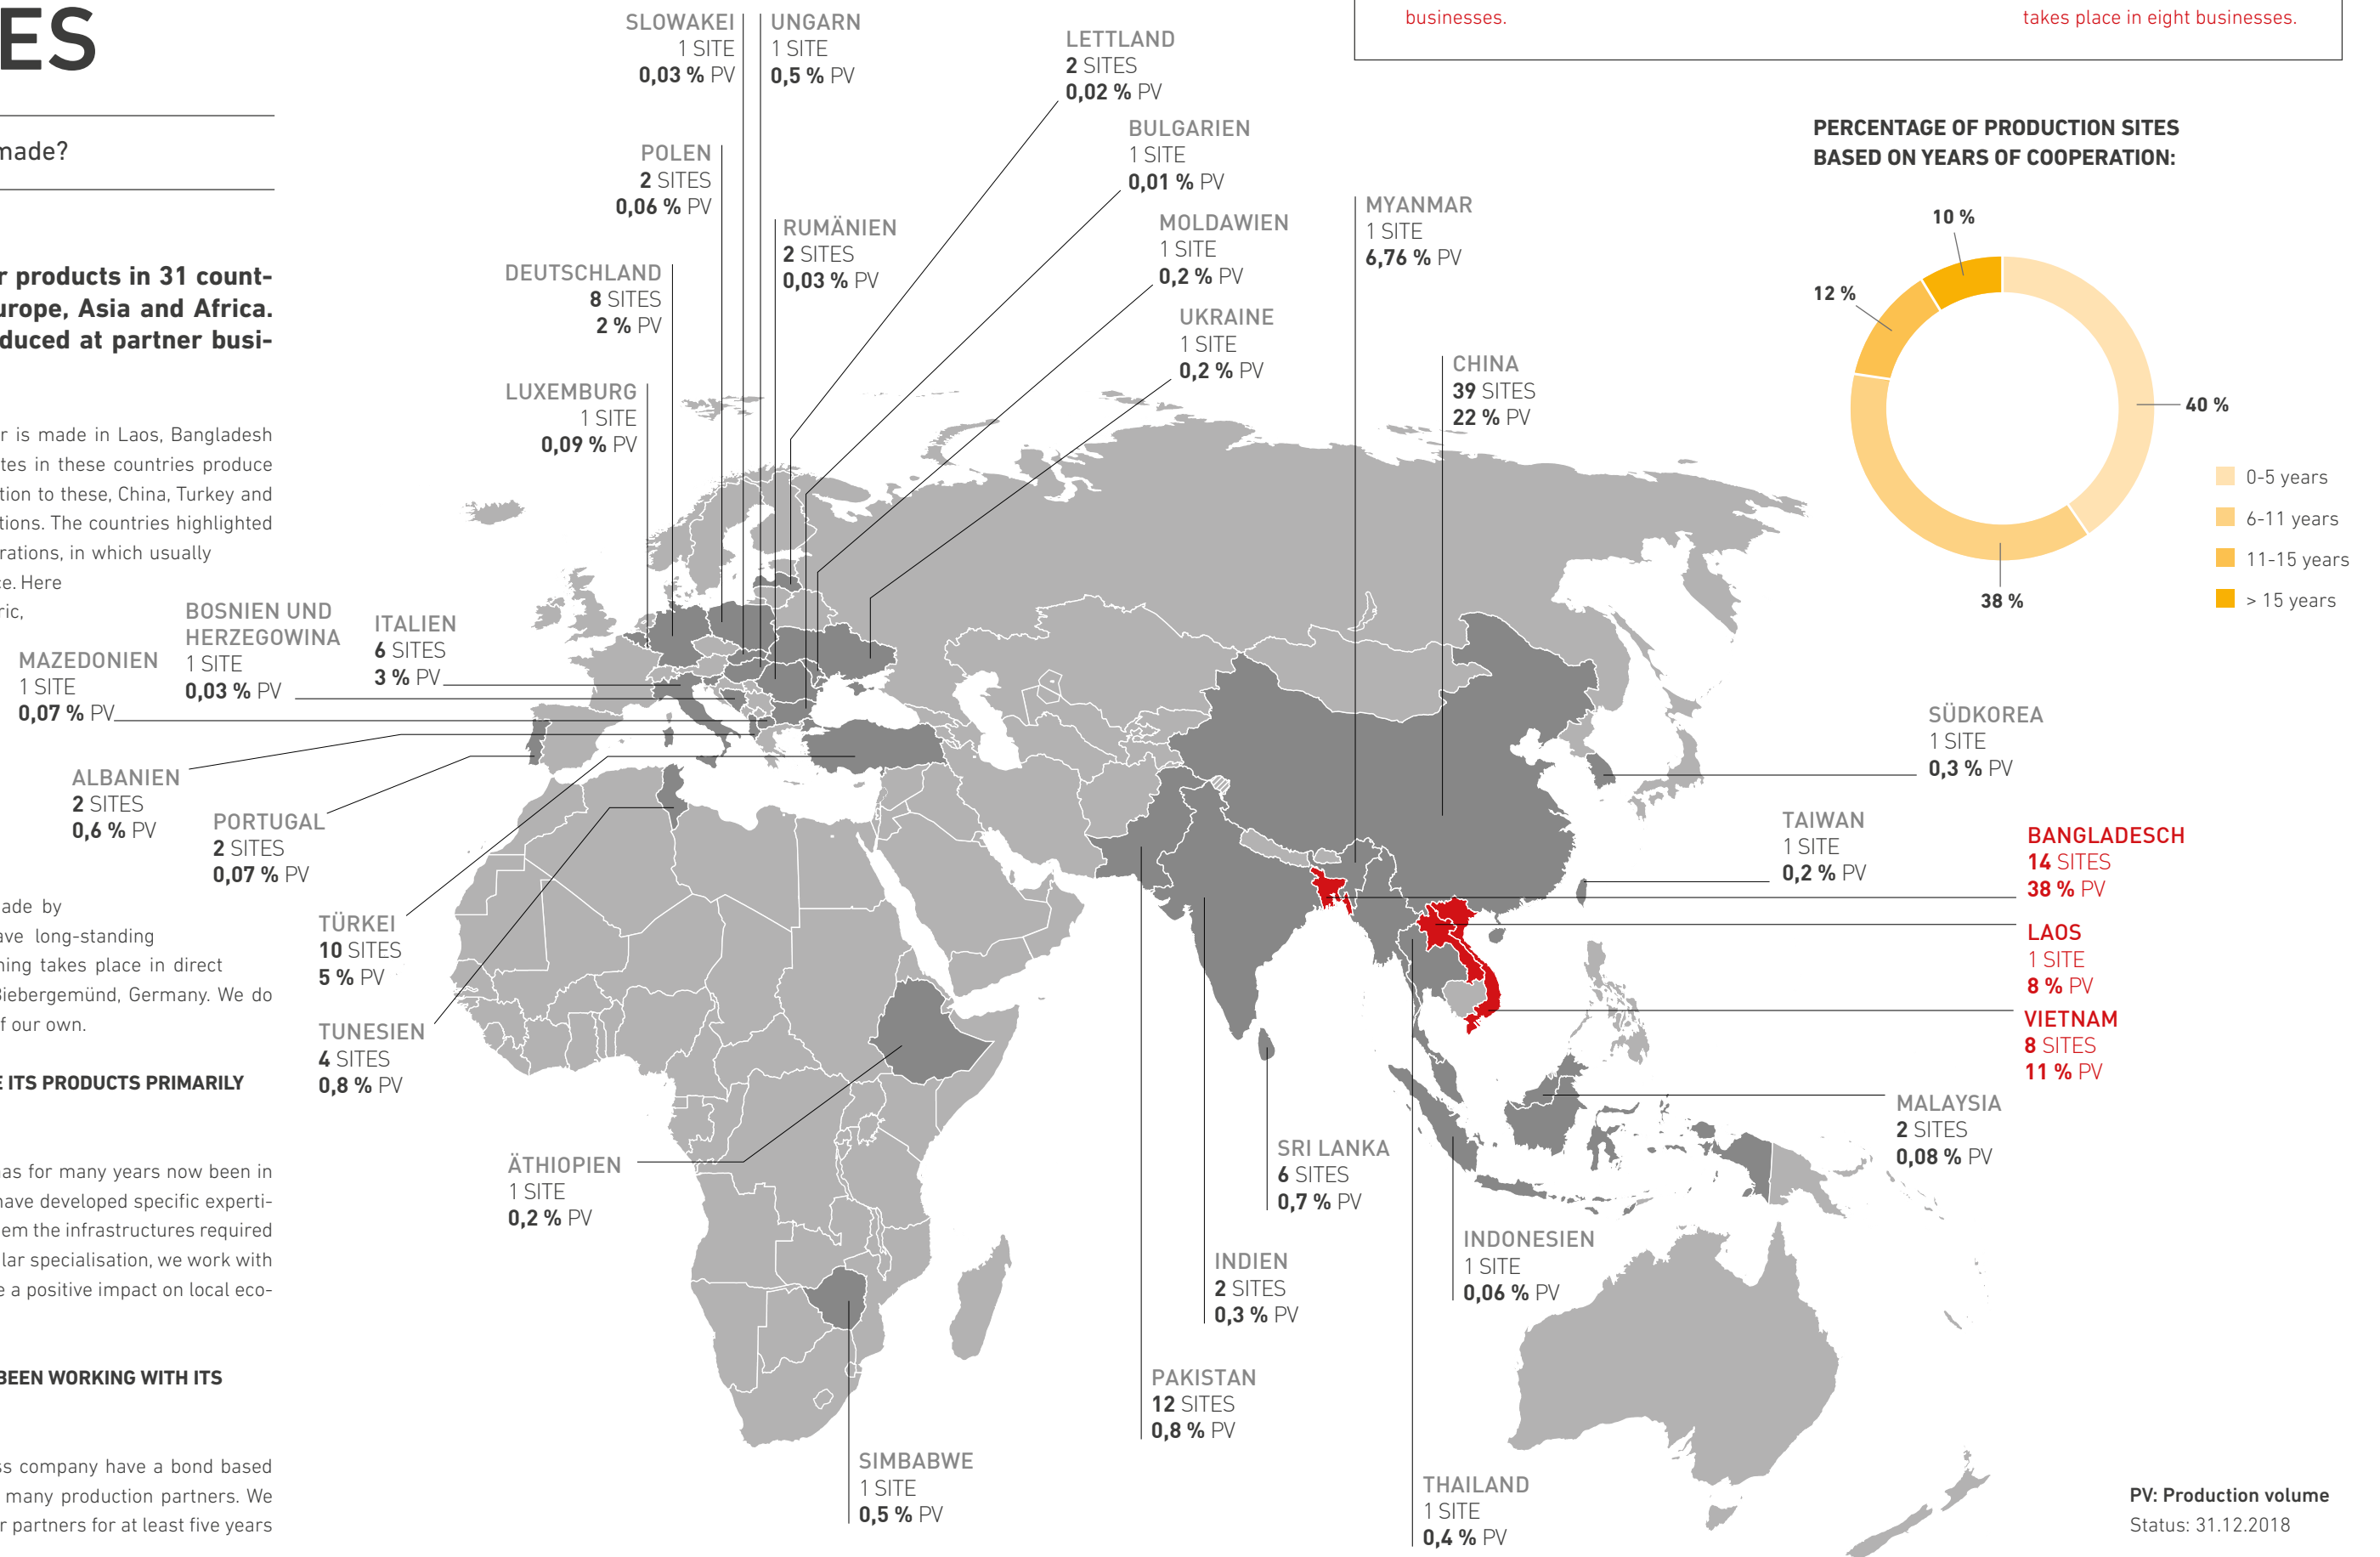 ES
made?
r products in 31 count-
urope, Asia and Africa.
duced at partner busi-
r is made in Laos, Bangladesh
tes in these countries produce
tion to these, China, Turkey and
tions. The countries highlighted
rations, in which usually
ce. Here
ric,
ade by
ave long-standing
ning takes place in direct
Biebergemünd, Germany. We do
f our own.
E ITS PRODUCTS PRIMARILY
has for many years now been in
have developed specific experti-
em the infrastructures required
lar specialisation, we work with
e a positive impact on local eco-
BEEN WORKING WITH ITS
ss company have a bond based
many production partners. We
r partners for at least five years
businesses.
takes place in eight businesses.
SLOWAKEI
1 SITE
0,03 % PV
UNGARN
1 SITE
0,5 % PV
LETTLAND
2 SITES
0,02 % PV
BULGARIEN
1 SITE
0,01 % PV
POLEN
2 SITES
0,06 % PV
RUMÄNIEN
2 SITES
0,03 % PV
MOLDAWIEN
1 SITE
0,2 % PV
MYANMAR
1 SITE
6,76 % PV
DEUTSCHLAND
8 SITES
2 % PV
UKRAINE
1 SITE
0,2 % PV
CHINA
39 SITES
22 % PV
LUXEMBURG
1 SITE
0,09 % PV
BOSNIEN UND
HERZEGOWINA
1 SITE
0,03 % PV
ITALIEN
6 SITES
3 % PV
MAZEDONIEN
1 SITE
0,07 % PV
ALBANIEN
2 SITES
0,6 % PV
PORTUGAL
2 SITES
0,07 % PV
TÜRKEI
10 SITES
5 % PV
TUNESIEN
4 SITES
0,8 % PV
ÄTHIOPIEN
1 SITE
0,2 % PV
SIMBABWE
1 SITE
0,5 % PV
PAKISTAN
12 SITES
0,8 % PV
INDIEN
2 SITES
0,3 % PV
SRI LANKA
6 SITES
0,7 % PV
THAILAND
1 SITE
0,4 % PV
INDONESIEN
1 SITE
0,06 % PV
MALAYSIA
2 SITES
0,08 % PV
SÜDKOREA
1 SITE
0,3 % PV
TAIWAN
1 SITE
0,2 % PV
BANGLADESCH
14 SITES
38 % PV
LAOS
1 SITE
8 % PV
VIETNAM
8 SITES
11 % PV
PERCENTAGE OF PRODUCTION SITES
BASED ON YEARS OF COOPERATION:
10 %
12 %
40 %
38 %
0-5 years
6-11 years
11-15 years
> 15 years
PV: Production volume
Status: 31.12.2018